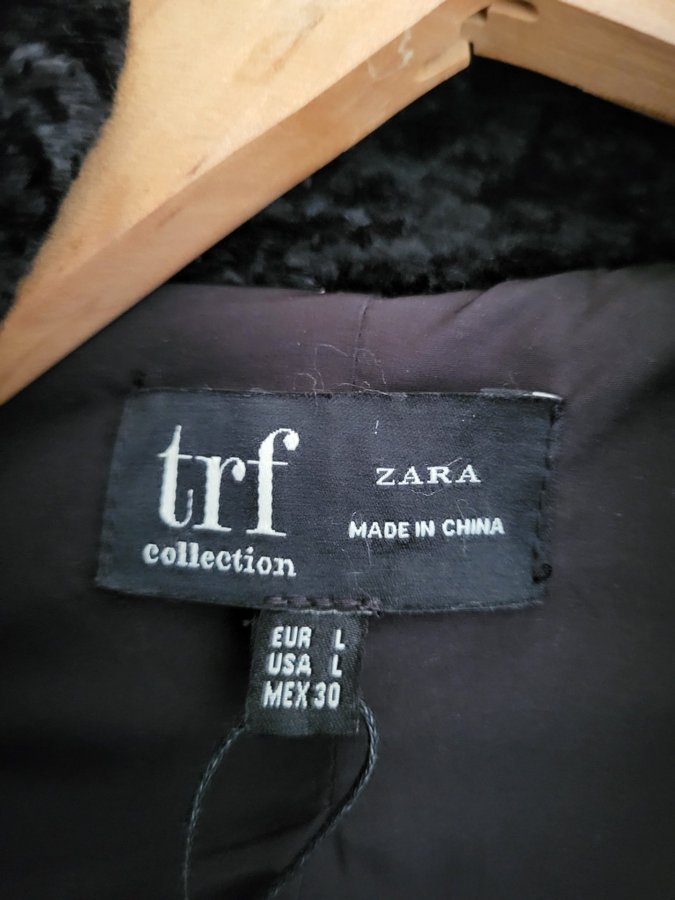 trf
collection
ZARA
MADE IN CHINA
EUR L
USA L
MEX 30